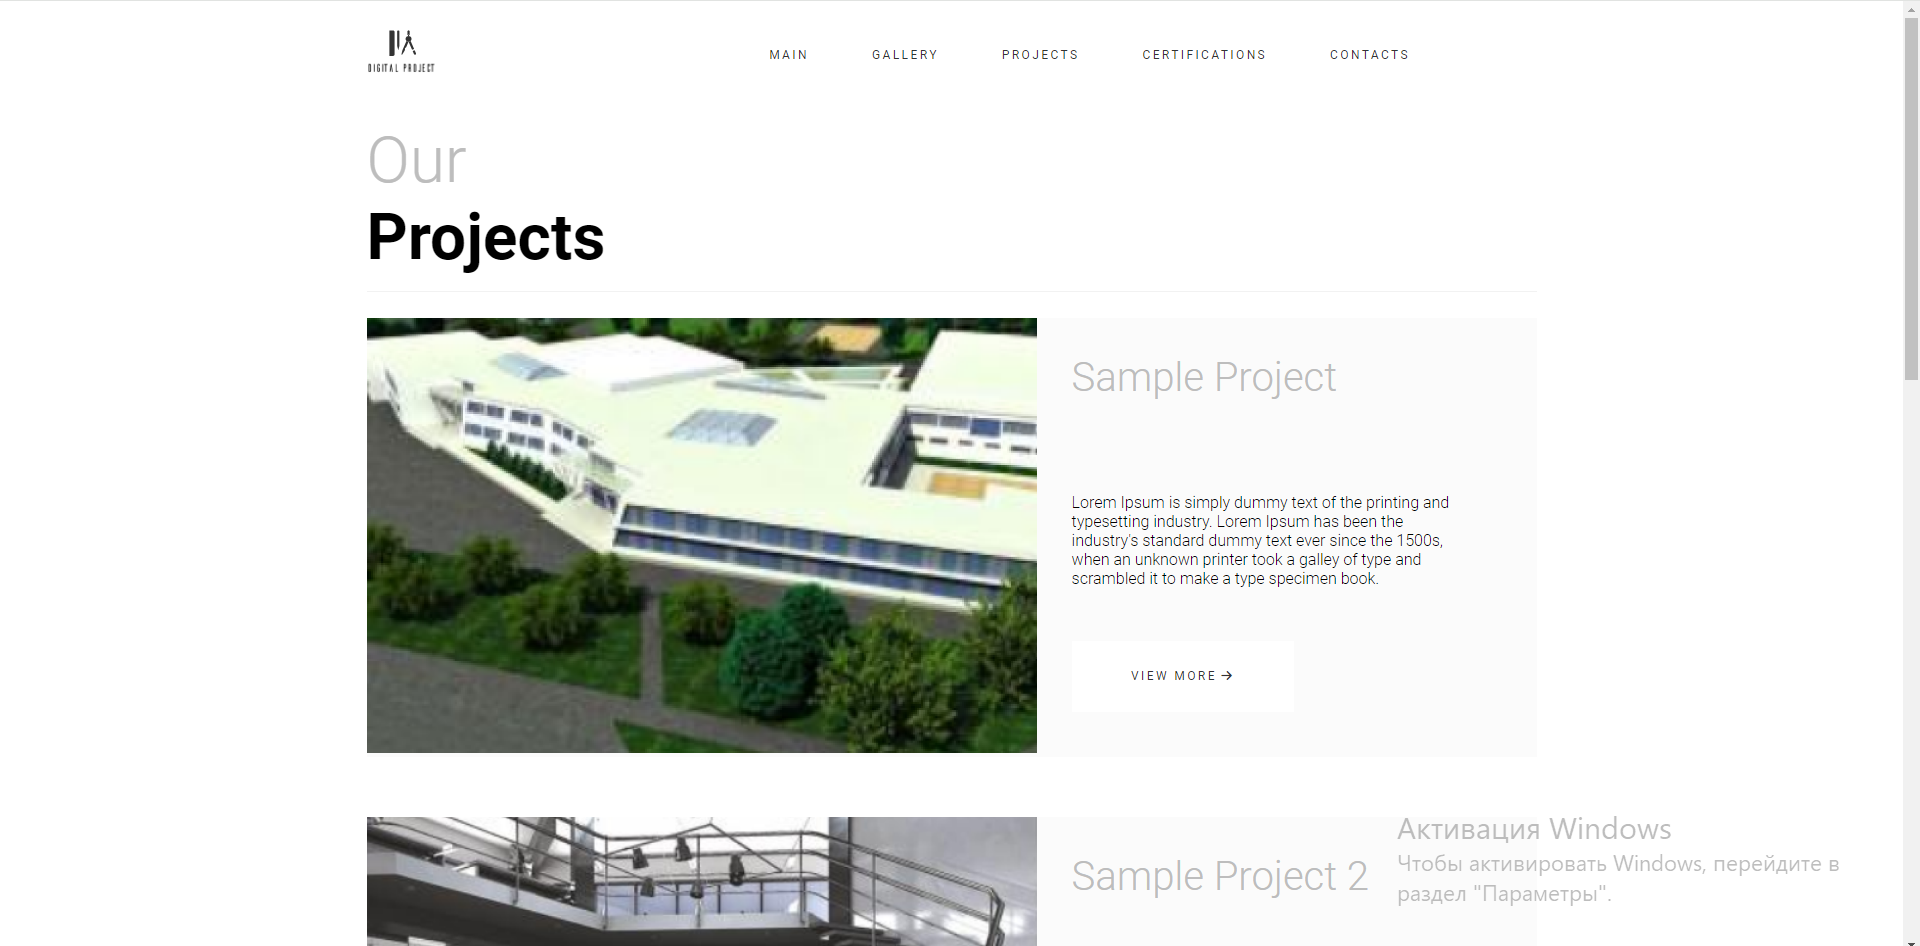 DIGITAL PROJECT
MAIN
GALLERY
PROJECTS
CERTIFICATIONS
CONTACTS
Our
Projects
Sample Project
Lorem Ipsum is simply dummy text of the printing and
typesetting industry. Lorem Ipsum has been the
industry's standard dummy text ever since the 1500s,
when an unknown printer took a galley of type and
scrambled it to make a type specimen book.
VIEW MORE →
Sample Project 2
Активация Windows
Чтобы активировать Windows, перейдите в
раздел "Параметры".